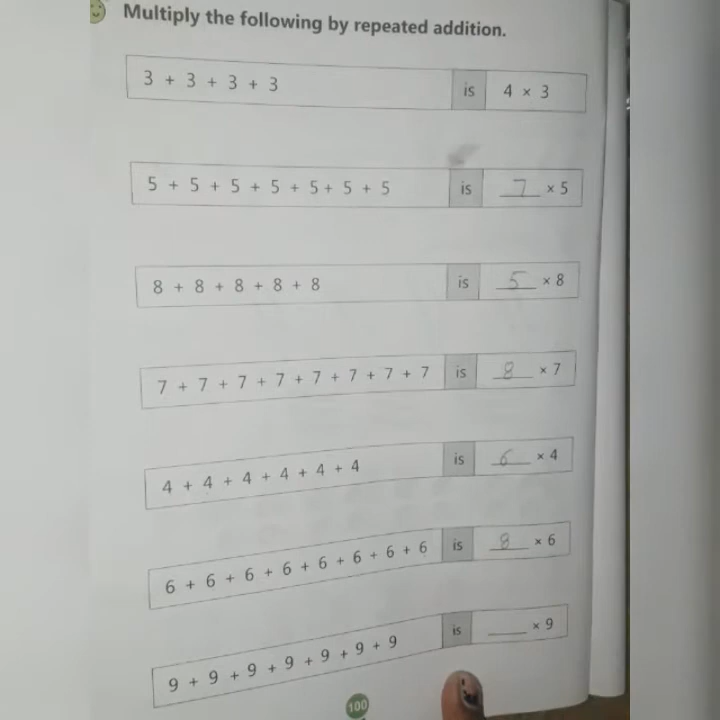 Multiply the following by repeated addition.
3 + 3 + 3 + 3 is 4 × 3
5 + 5 + 5 + 5 + 5 + 5 + 5 is 7 × 5
8 + 8 + 8 + 8 + 8 is 5 × 8
7 + 7 + 7 + 7 + 7 + 7 + 7 + 7 is 8 × 7
4 + 4 + 4 + 4 + 4 + 4 is 6 × 4
6 + 6 + 6 + 6 + 6 + 6 + 6 + 6 is 8 × 6
9 + 9 + 9 + 9 + 9 + 9 + 9 is ___ × 9
100